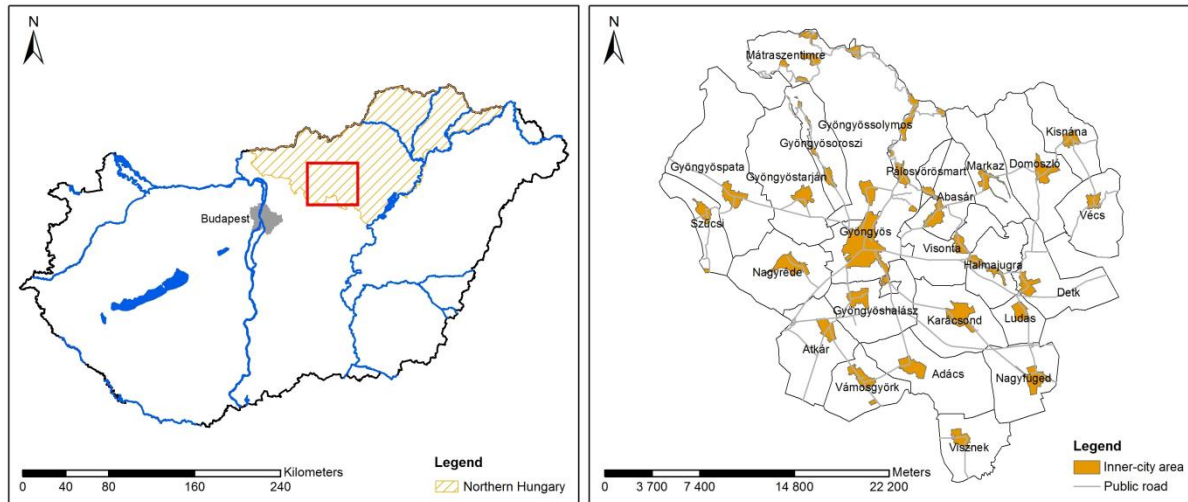 N
Budapest
Kilometers
0 40 80 160 240
Legend
Northern Hungary
N
Mátraszentimre
Gyöngyössolymos
Kisnána
Gyöngyösoroszi
Markaz
Domoszló
Gyöngyöspata
Gyöngyöstarján
Pálosvörösmart
Abasár
Vécs
Szűcsi
Gyöngyös
Visonta
Nagyréde
Halmajugra
Detk
Gyöngyöshalász
Karácsond
Ludas
Atkár
Adács
Nagyfüged
Vámosgyörk
Visznek
Meters
0 3 700 7 400 14 800 22 200
Legend
Inner-city area
Public road